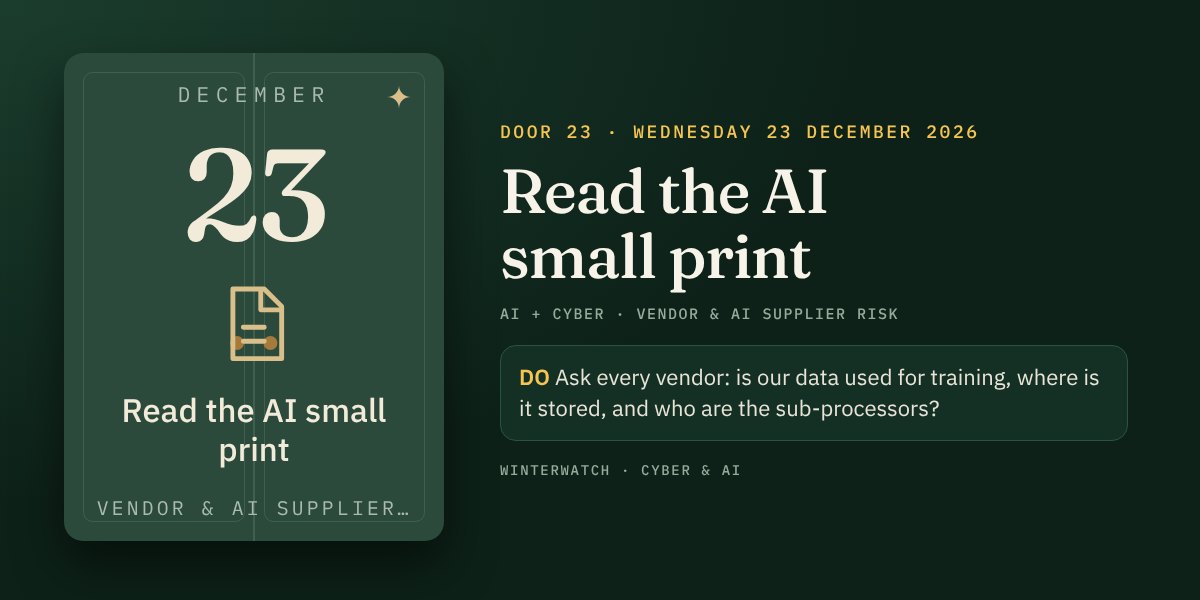 DECEMBER
23
Read the AI small
print
VENDOR & AI SUPPLIER…
DOOR 23 · WEDNESDAY 23 DECEMBER 2026
Read the AI
small print
AI + CYBER · VENDOR & AI SUPPLIER RISK
DO Ask every vendor: is our data used for training, where is
it stored, and who are the sub-processors?
WINTERWATCH · CYBER & AI